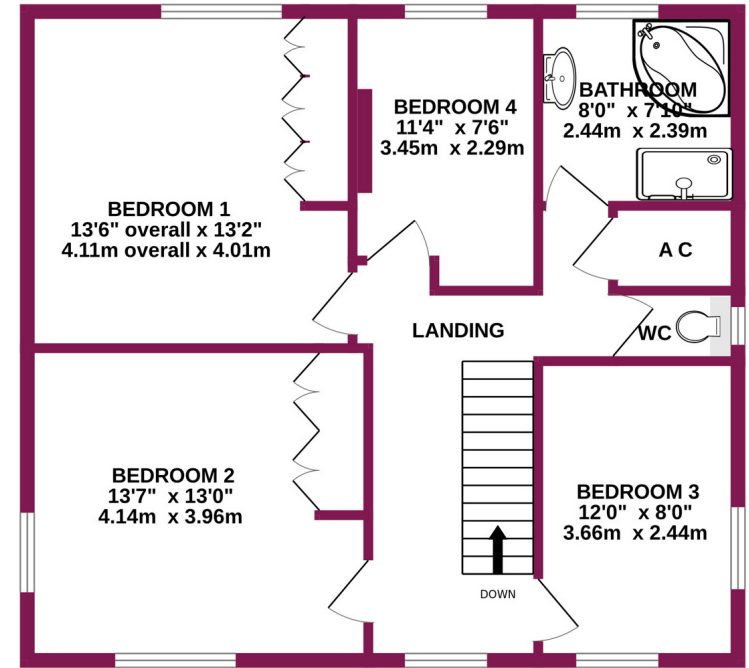 BEDROOM 1
13'6" overall x 13'2"
4.11m overall x 4.01m
BEDROOM 4
11'4" x 7'6"
3.45m x 2.29m
BATHROOM
8'0" x 7'10"
2.44m x 2.39m
A C
WC
LANDING
BEDROOM 2
13'7" x 13'0"
4.14m x 3.96m
BEDROOM 3
12'0" x 8'0"
3.66m x 2.44m
DOWN